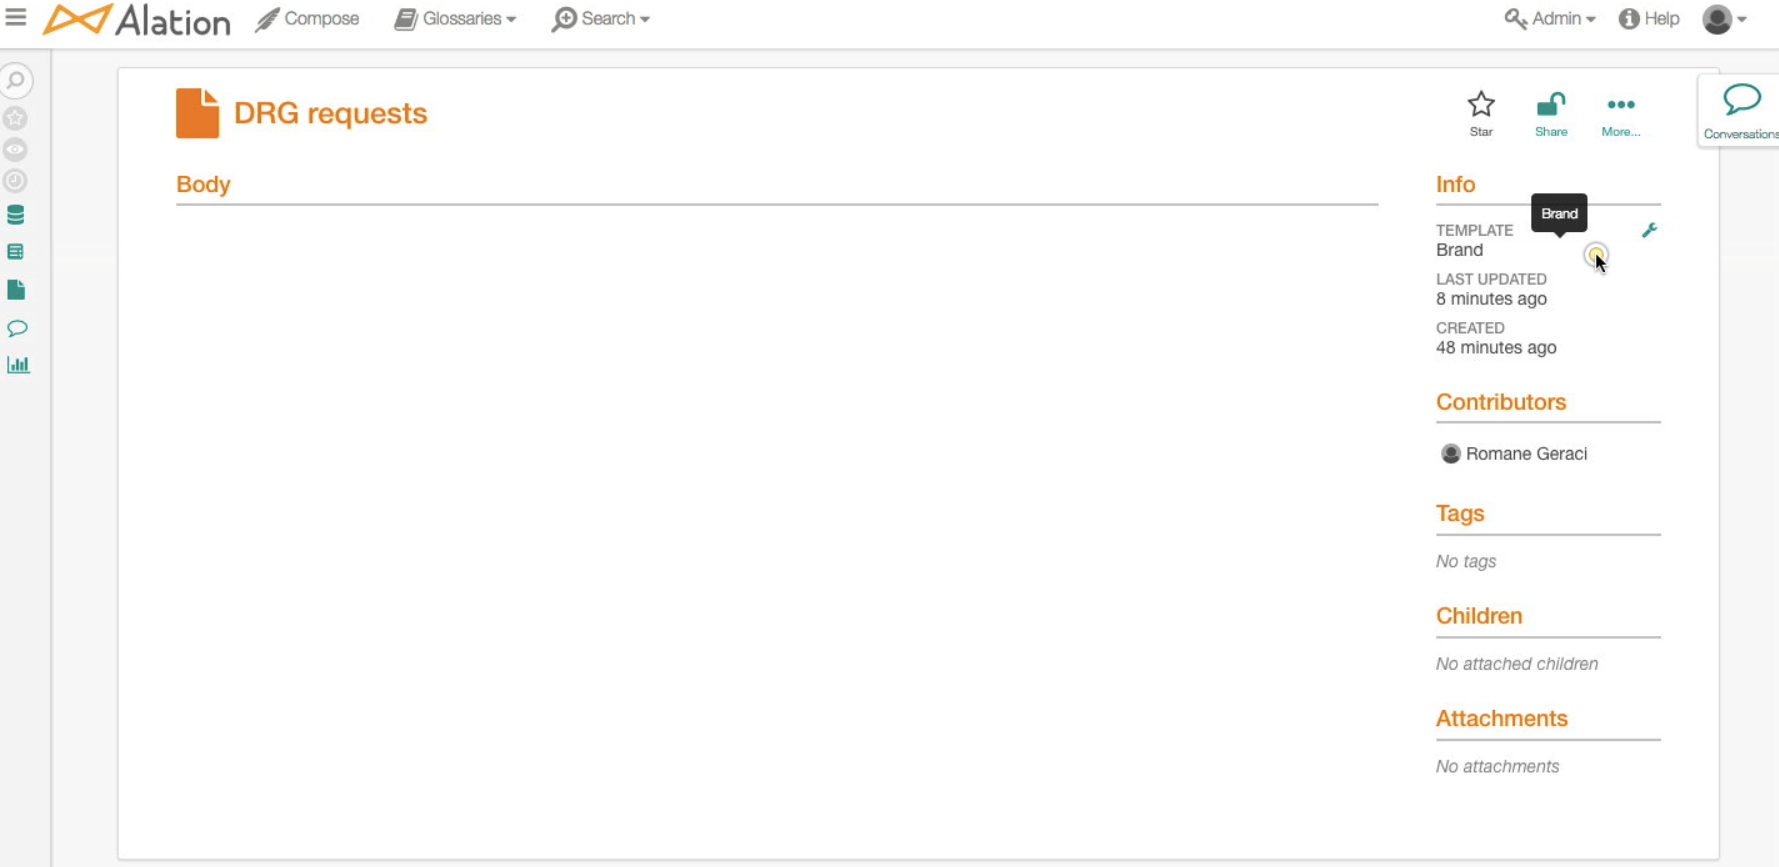 Alation Compose Glossaries Search Admin Help
DRG requests
Star Share More... Conversations
Body
Info
Brand
TEMPLATE
Brand
LAST UPDATED
8 minutes ago
CREATED
48 minutes ago
Contributors
Romane Geraci
Tags
No tags
Children
No attached children
Attachments
No attachments